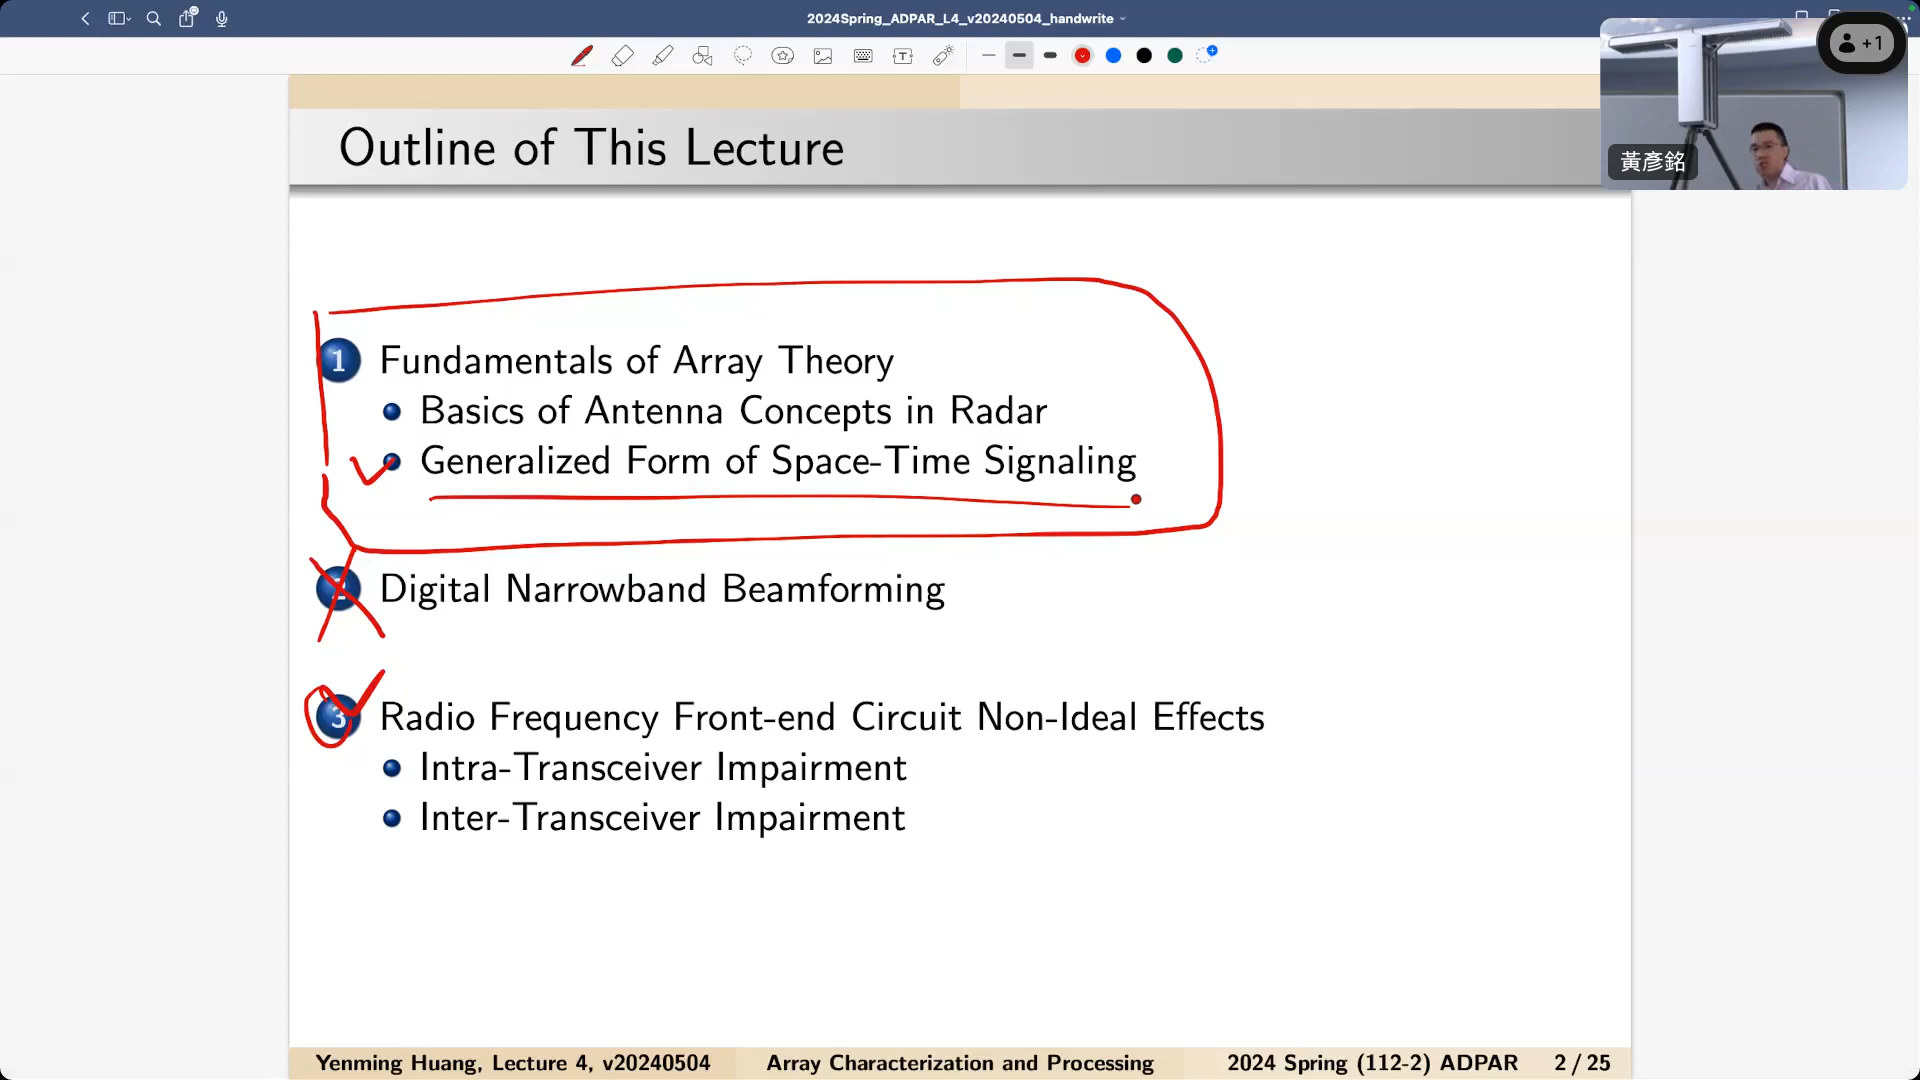 2024Spring_ADPAR_L4_v20240504_handwrite
+1
黃彥銘
Outline of This Lecture
1 Fundamentals of Array Theory
Basics of Antenna Concepts in Radar
Generalized Form of Space-Time Signaling
2 Digital Narrowband Beamforming
3 Radio Frequency Front-end Circuit Non-Ideal Effects
Intra-Transceiver Impairment
Inter-Transceiver Impairment
Yenming Huang, Lecture 4, v20240504 Array Characterization and Processing 2024 Spring (112-2) ADPAR 2 / 25